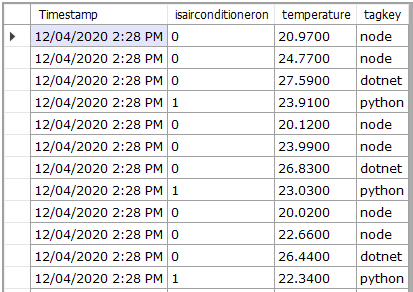 Timestamp isairconditioneron temperature tagkey
12/04/2020 2:28 PM 0 20.9700 node
12/04/2020 2:28 PM 0 24.7700 node
12/04/2020 2:28 PM 0 27.5900 dotnet
12/04/2020 2:28 PM 1 23.9100 python
12/04/2020 2:28 PM 0 20.1200 node
12/04/2020 2:28 PM 0 23.9900 node
12/04/2020 2:28 PM 0 26.8300 dotnet
12/04/2020 2:28 PM 1 23.0300 python
12/04/2020 2:28 PM 0 20.0200 node
12/04/2020 2:28 PM 0 22.6600 node
12/04/2020 2:28 PM 0 26.4400 dotnet
12/04/2020 2:28 PM 1 22.3400 python